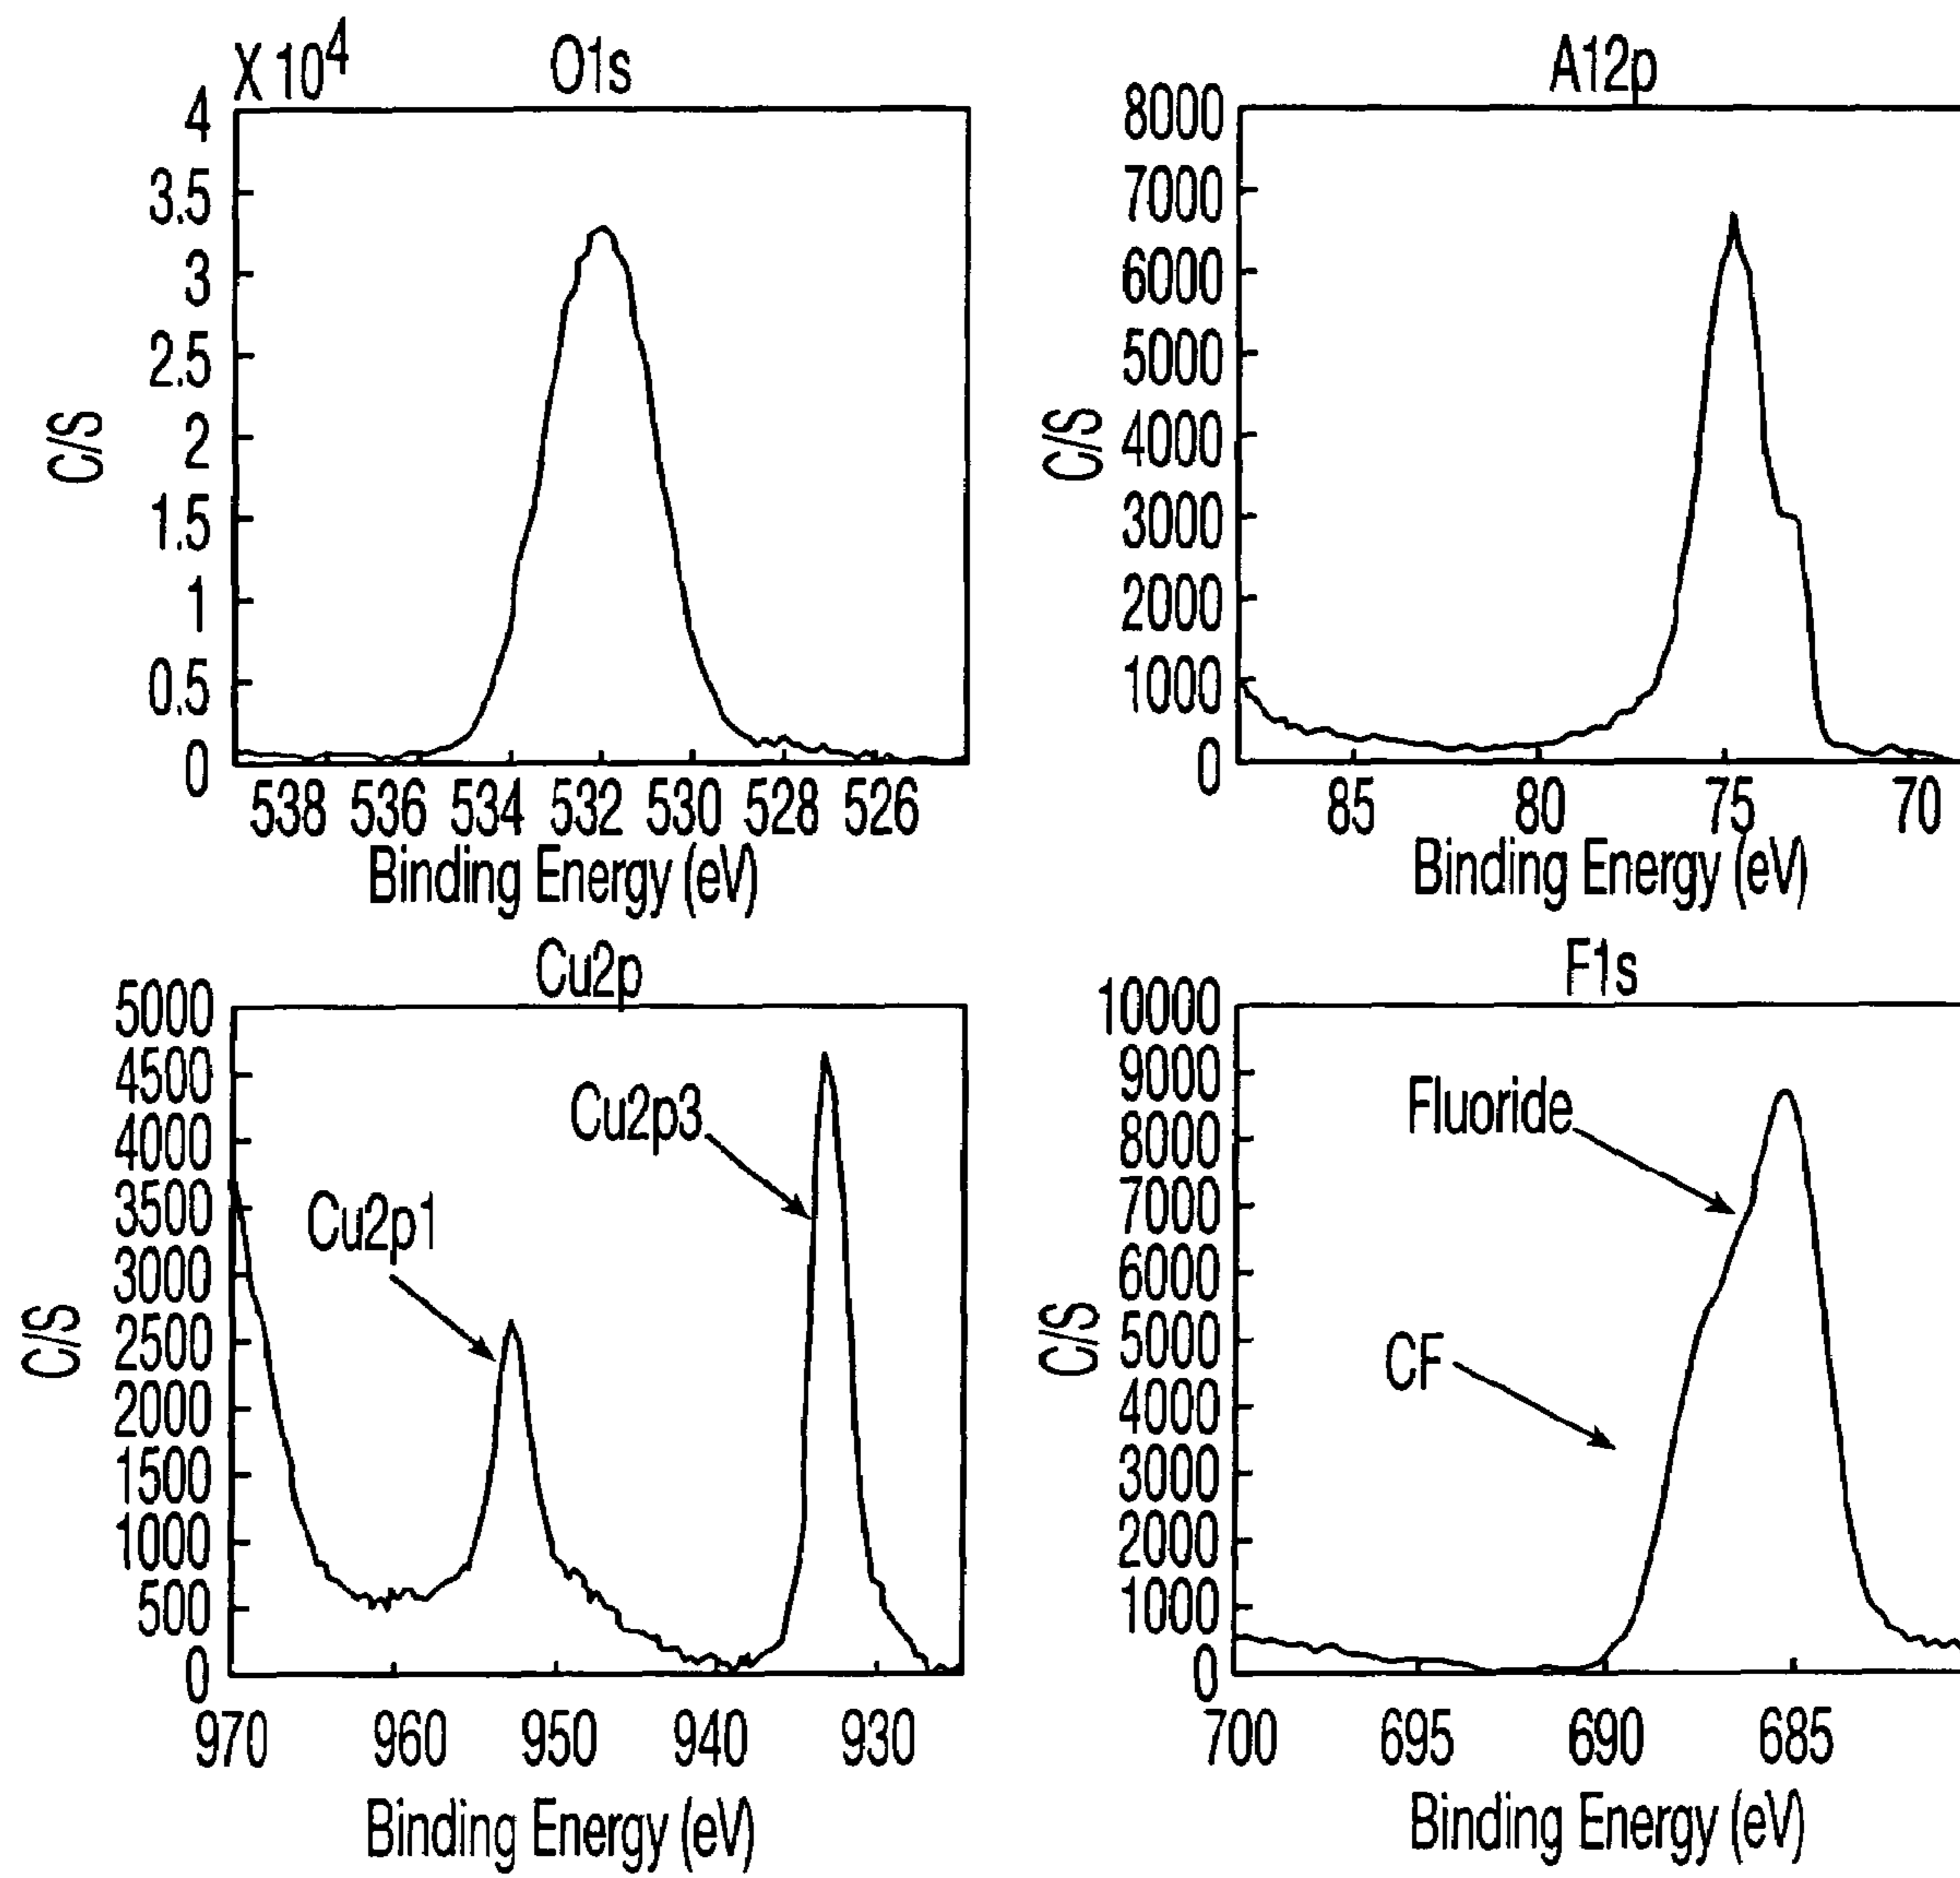 X 10⁴
O1s
4
3.5
3
2.5
2
1.5
1
0.5
0
C/S
538 536 534 532 530 528 526
Binding Energy (eV)
A12p
8000
7000
6000
5000
4000
3000
2000
1000
0
C/S
85 80 75 70
Binding Energy (eV)
Cu2p
5000
4500
4000
3500
3000
2500
2000
1500
1000
500
0
C/S
Cu2p3
Cu2p1
970 960 950 940 930
Binding Energy (eV)
F1s
10000
9000
8000
7000
6000
5000
4000
3000
2000
1000
0
C/S
Fluoride
CF
700 695 690 685
Binding Energy (eV)